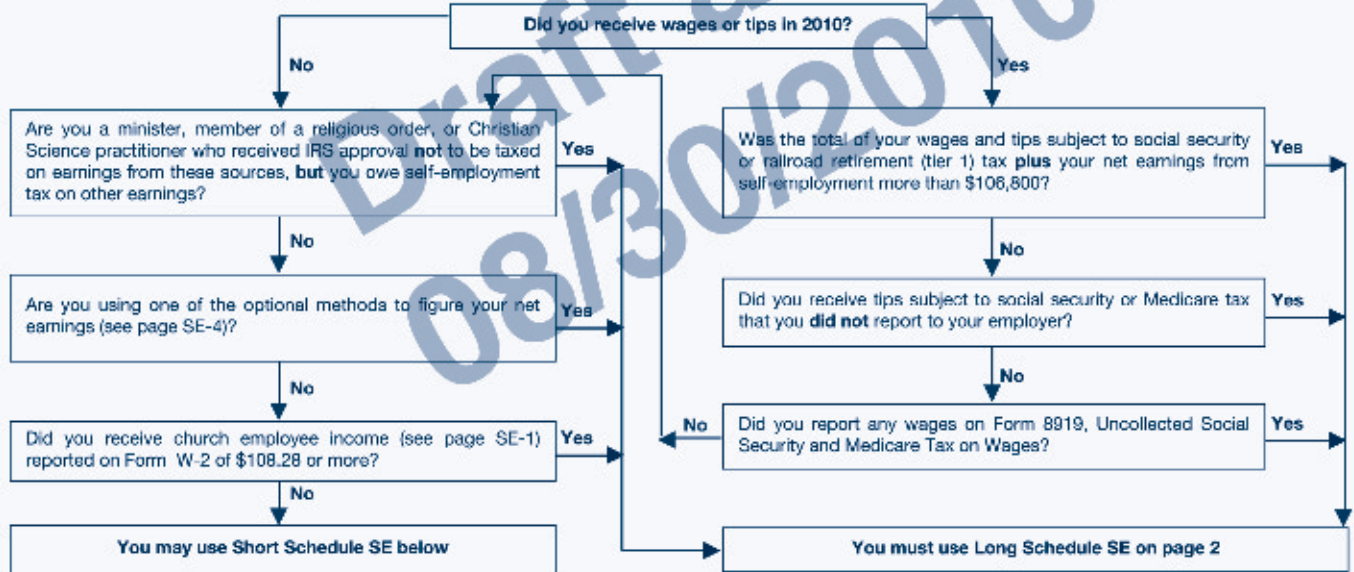 Did you receive wages or tips in 2010?
No
Yes
Are you a minister, member of a religious order, or Christian
Science practitioner who received IRS approval not to be taxed
on earnings from these sources, but you owe self-employment
tax on other earnings?
Yes
Was the total of your wages and tips subject to social security
or railroad retirement (tier 1) tax plus your net earnings from
self-employment more than $106,800?
Yes
No
No
Are you using one of the optional methods to figure your net
earnings (see page SE-4)?
Yes
Did you receive tips subject to social security or Medicare tax
that you did not report to your employer?
Yes
No
No
Did you receive church employee income (see page SE-1)
reported on Form W-2 of $108.28 or more?
Yes
No
Did you report any wages on Form 8919, Uncollected Social
Security and Medicare Tax on Wages?
Yes
No
You may use Short Schedule SE below
You must use Long Schedule SE on page 2
Draft
08/30/2010